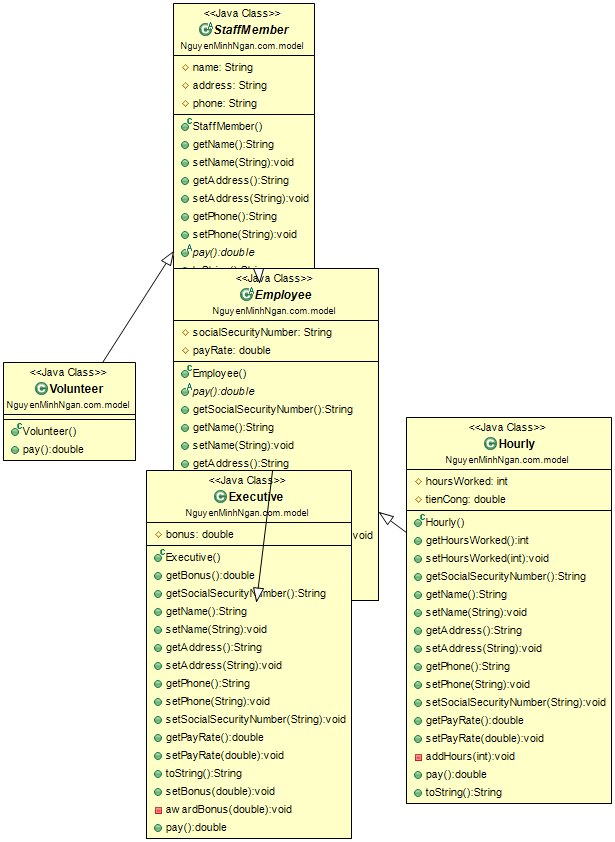 <<Java Class>>
StaffMember
NguyenMinhNgan.com.model
name: String
address: String
phone: String
StaffMember()
getName():String
setName(String):void
getAddress():String
setAddress(String):void
getPhone():String
setPhone(String):void
pay():double
<<Java Class>>
Employee
NguyenMinhNgan.com.model
socialSecurityNumber: String
payRate: double
Employee()
pay():double
getSocialSecurityNumber():String
getName():String
setName(String):void
getAddress():String
void
<<Java Class>>
Volunteer
NguyenMinhNgan.com.model
Volunteer()
pay():double
<<Java Class>>
Executive
NguyenMinhNgan.com.model
bonus: double
Executive()
getBonus():double
getSocialSecurityNumber():String
getName():String
setName(String):void
getAddress():String
setAddress(String):void
getPhone():String
setPhone(String):void
setSocialSecurityNumber(String):void
getPayRate():double
setPayRate(double):void
toString():String
setBonus(double):void
awardBonus(double):void
pay():double
<<Java Class>>
Hourly
NguyenMinhNgan.com.model
hoursWorked: int
tienCong: double
Hourly()
getHoursWorked():int
setHoursWorked(int):void
getSocialSecurityNumber():String
getName():String
setName(String):void
getAddress():String
setAddress(String):void
getPhone():String
setPhone(String):void
setSocialSecurityNumber(String):void
getPayRate():double
setPayRate(double):void
addHours(int):void
pay():double
toString():String